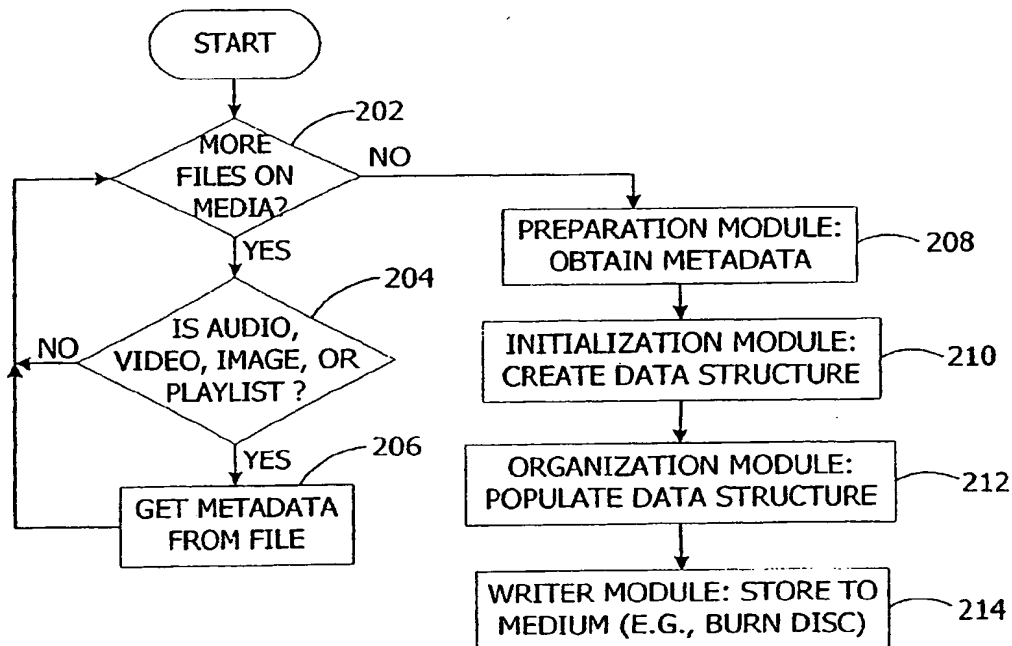 START
202
MORE
FILES ON
MEDIA?
NO
YES
204
IS AUDIO,
VIDEO, IMAGE, OR
PLAYLIST ?
NO
YES
206
GET METADATA
FROM FILE
PREPARATION MODULE:
OBTAIN METADATA
208
INITIALIZATION MODULE:
CREATE DATA STRUCTURE
210
ORGANIZATION MODULE:
POPULATE DATA STRUCTURE
212
WRITER MODULE: STORE TO
MEDIUM (E.G., BURN DISC)
214